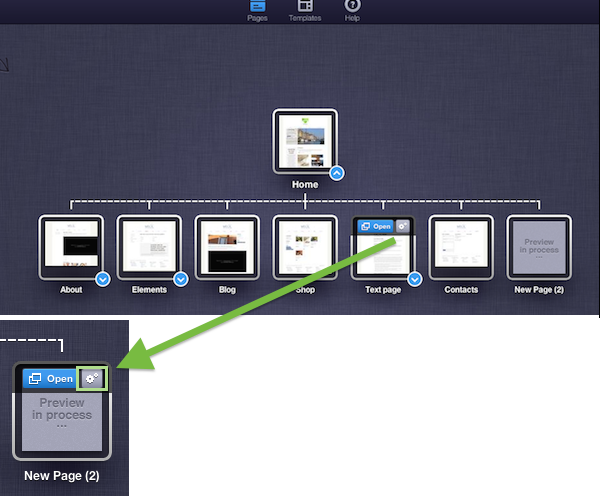 Pages Templates Help
Home
Open
Preview
in process
...
About Elements Blog Shop Text page Contacts New Page (2)
Open
Preview
in process
...
New Page (2)